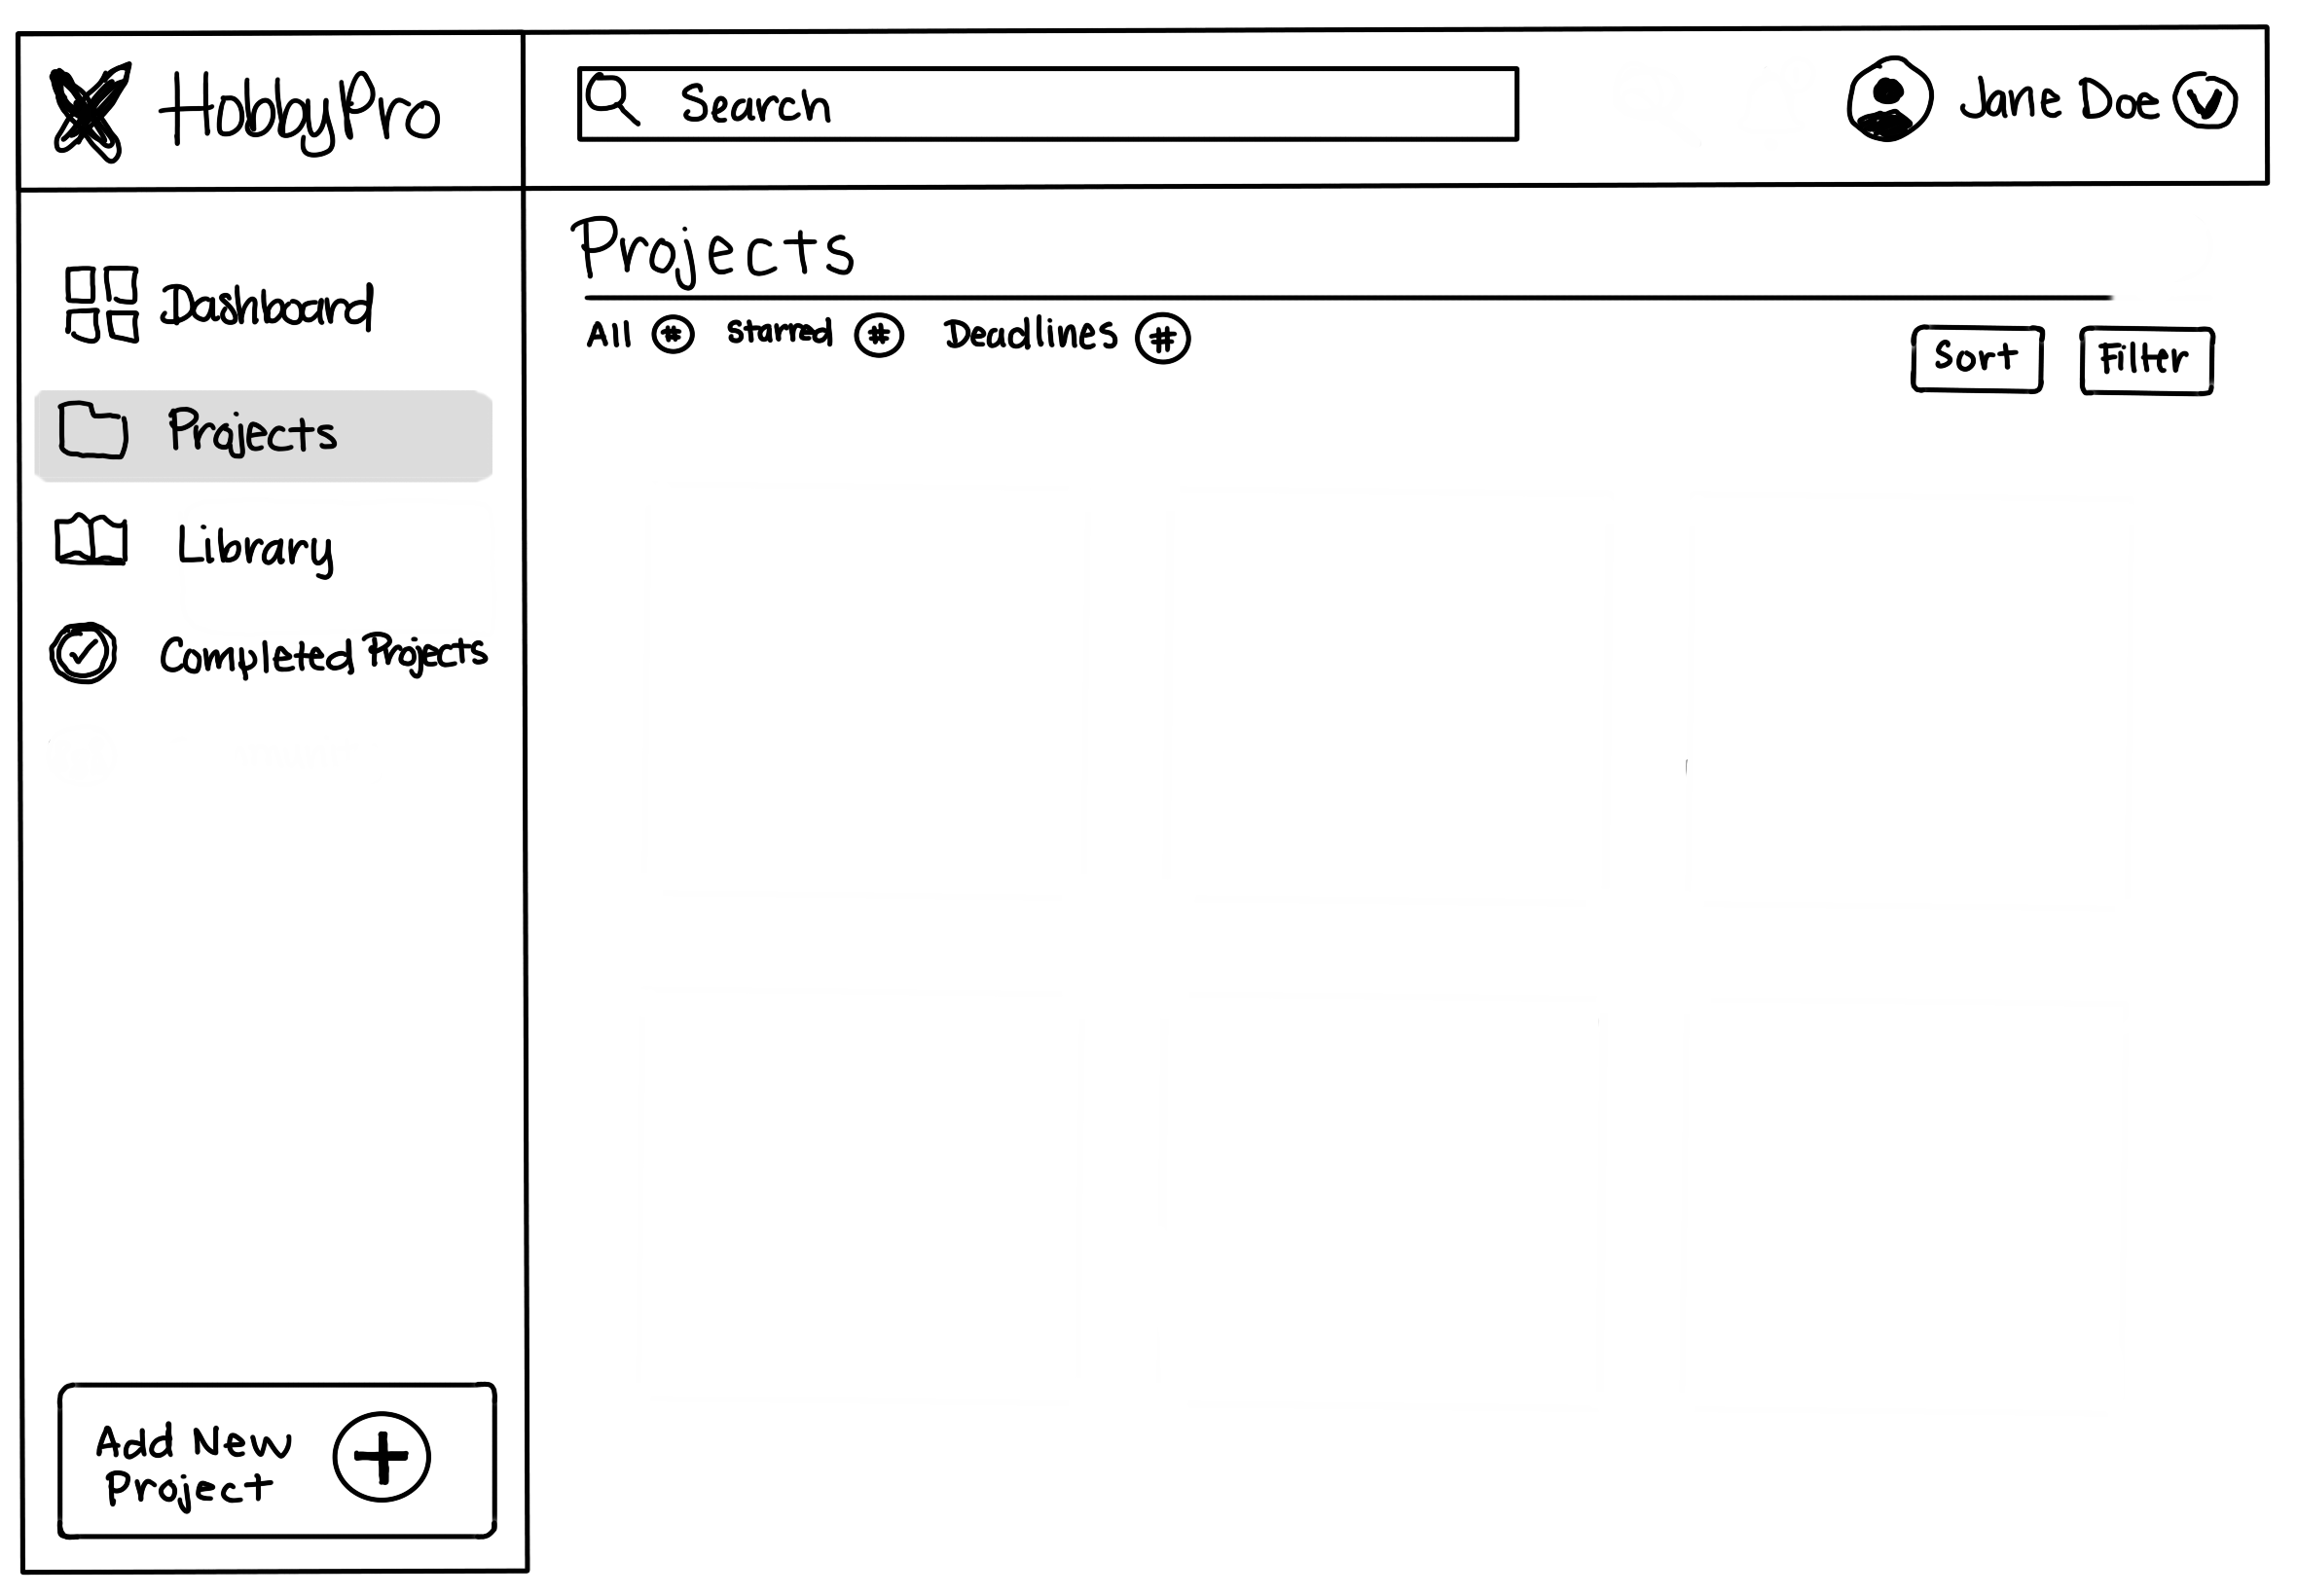 HobbyPro
Search
Jane Doe
Dashboard
Projects
Library
Completed Projects
Add New
Project
Projects
All # Starred # Deadlines #
Sort
Filter